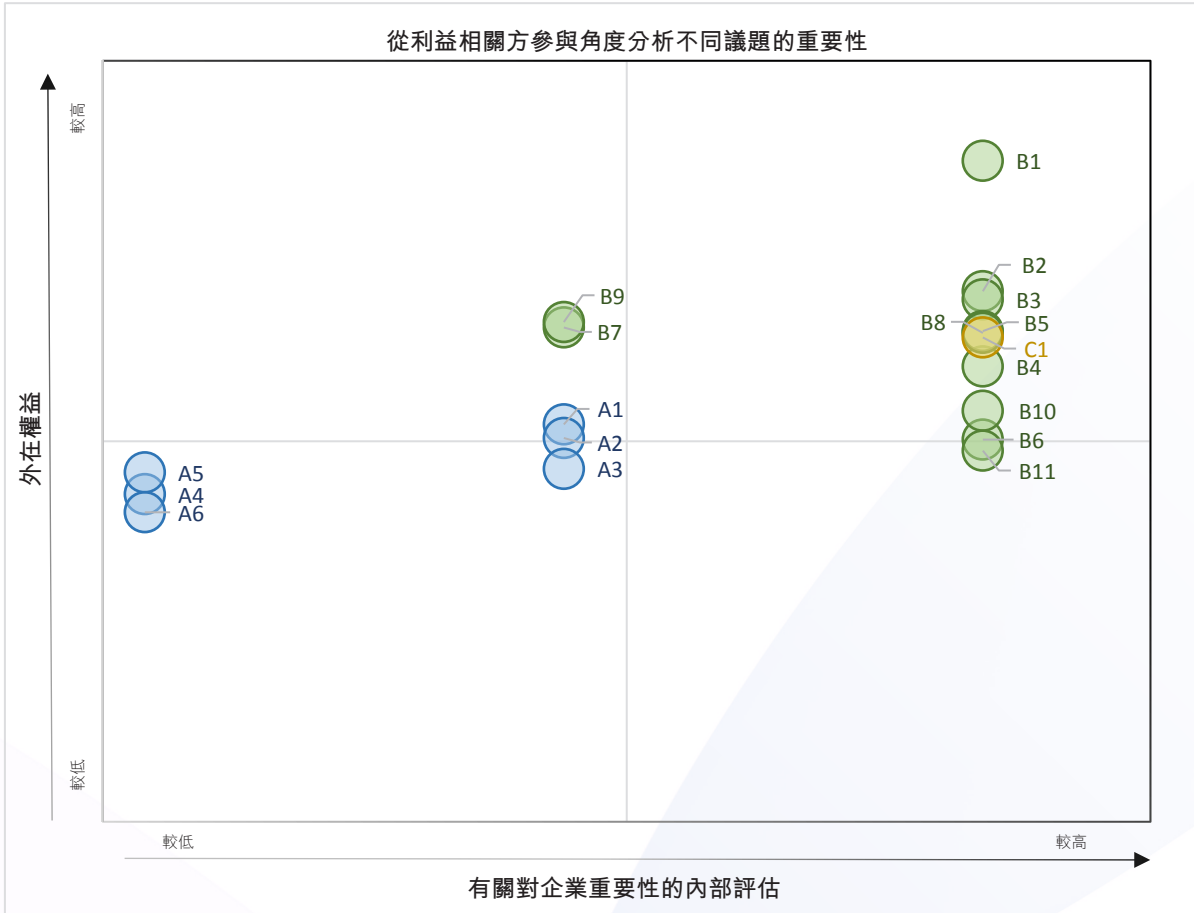 從利益相關方參與角度分析不同議題的重要性
較高
B1
B2
B9
B3
B8
B5
B7
C1
B4
A1
B10
A2
B6
外在權益
A3
B11
A5
A4
A6
較低
較低
較高
有關對企業重要性的內部評估